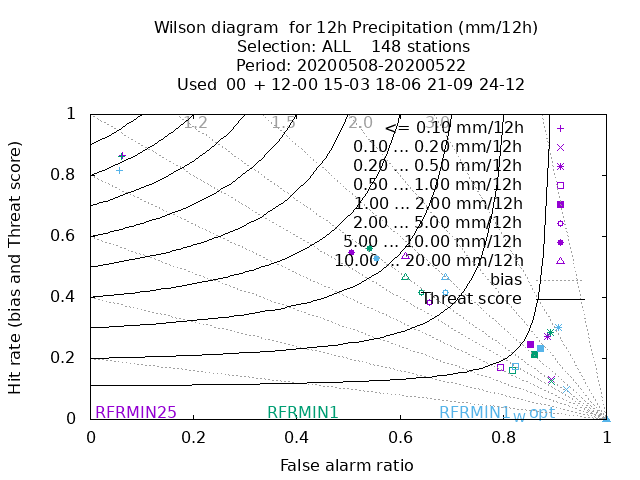 Wilson diagram  for 12h Precipitation (mm/12h)
Selection: ALL    148 stations
Period: 20200508-20200522
Used  00 + 12-00 15-03 18-06 21-09 24-12
1.2 1.5 2.0 3.0
<= 0.10 mm/12h
0.10 ... 0.20 mm/12h
0.20 ... 0.50 mm/12h
0.50 ... 1.00 mm/12h
1.00 ... 2.00 mm/12h
2.00 ... 5.00 mm/12h
5.00 ... 10.00 mm/12h
10.00 ... 20.00 mm/12h
bias
Threat score
Hit rate (bias and Threat score)
1
0.8
0.6
0.4
0.2
0
RFRMIN25 RFRMIN1 RFRMIN1_W_opt
0 0.2 0.4 0.6 0.8 1
False alarm ratio